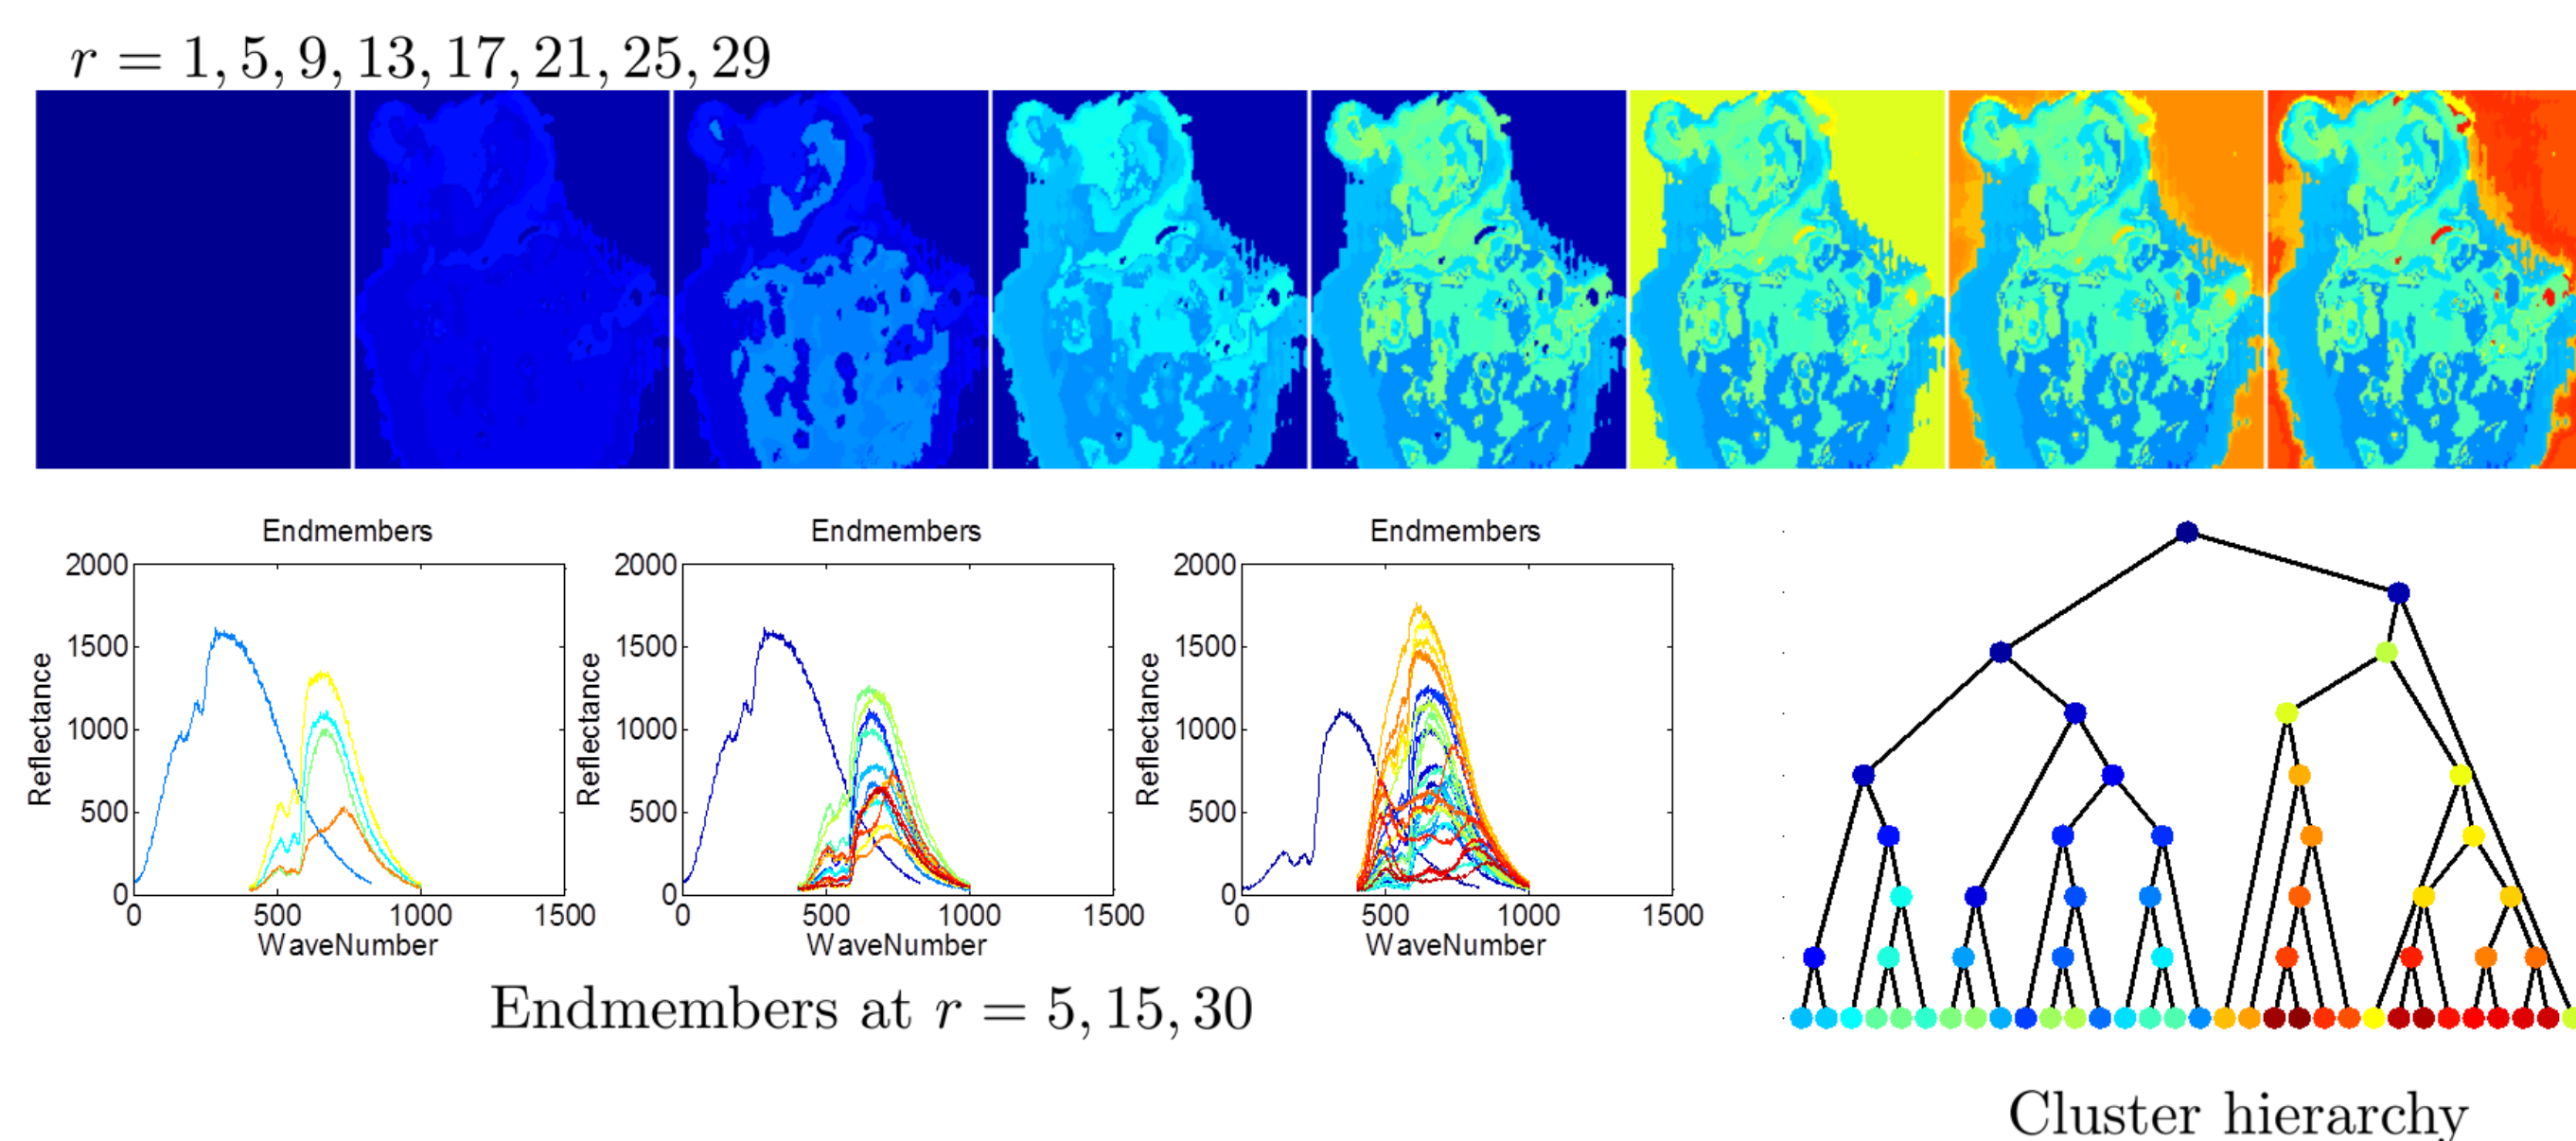 r = 1, 5, 9, 13, 17, 21, 25, 29
Endmembers
2000
1500
1000
500
0
0 500 1000 1500
Reflectance
WaveNumber
Endmembers
2000
1500
1000
500
0
0 500 1000 1500
Reflectance
WaveNumber
Endmembers
2000
1500
1000
500
0
0 500 1000 1500
Reflectance
WaveNumber
Endmembers at r = 5, 15, 30
Cluster hierarchy